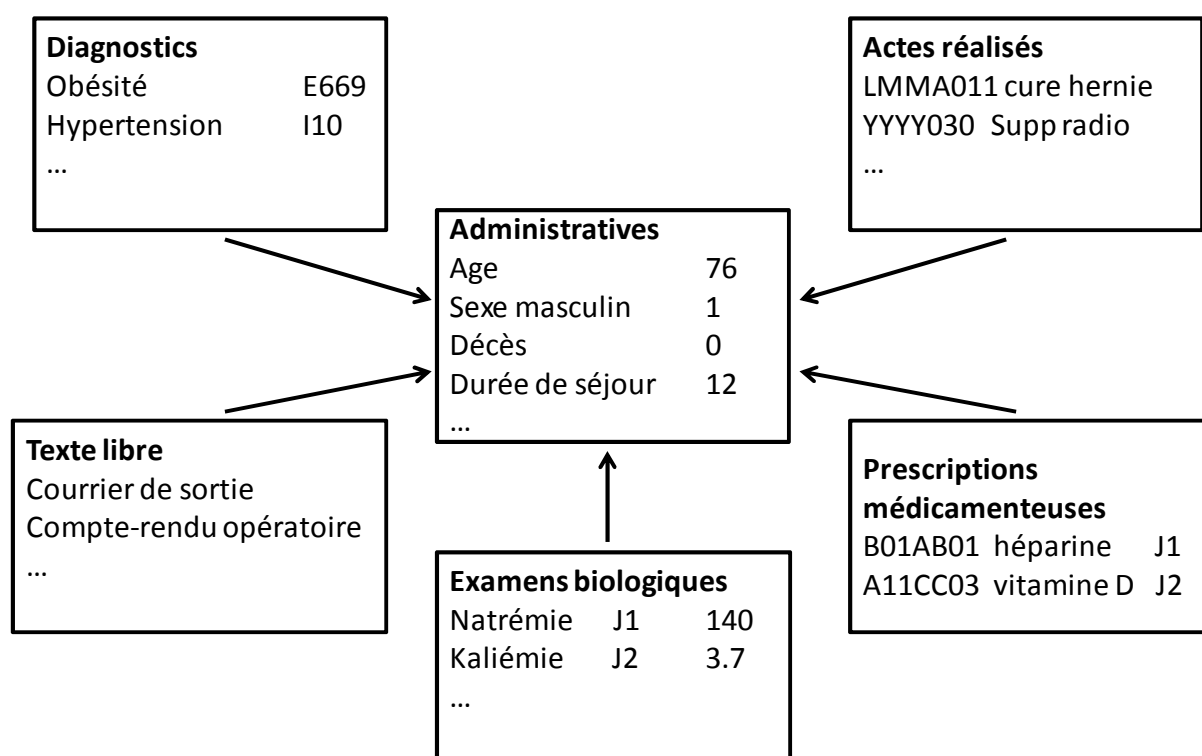 Diagnostics
Obésité E669
Hypertension I10
...
Actes réalisés
LMMA011 cure hernie
YYYY030 Supp radio
...
Administratives
Age 76
Sexe masculin 1
Décès 0
Durée de séjour 12
...
Texte libre
Courrier de sortie
Compte-rendu opératoire
...
Examens biologiques
Natrémie J1 140
Kaliémie J2 3.7
...
Prescriptions
médicamenteuses
B01AB01 héparine J1
A11CC03 vitamine D J2